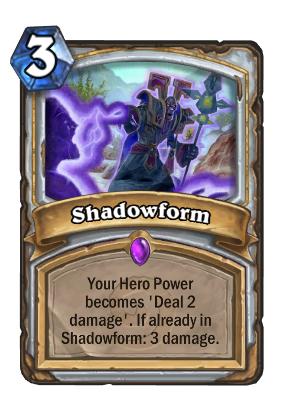 3
Shadowform
Your Hero Power
becomes 'Deal 2
damage'. If already in
Shadowform: 3 damage.